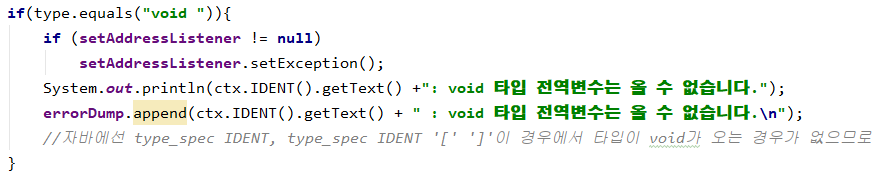 if(type.equals("void ")){
if (setAddressListener != null)
setAddressListener.setException();
System.out.println(ctx.IDENT().getText() +": void 타입 전역변수는 올 수 없습니다.");
errorDump.append(ctx.IDENT().getText() + " : void 타입 전역변수는 올 수 없습니다.\n");
//자바에선 type_spec IDENT, type_spec IDENT '[' ']'이 경우에서 타입이 void가 오는 경우가 없으므로
}